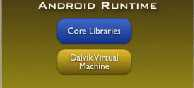 ANDROID RUNTIME
Core Libraries
Dalvik Virtual
Machine